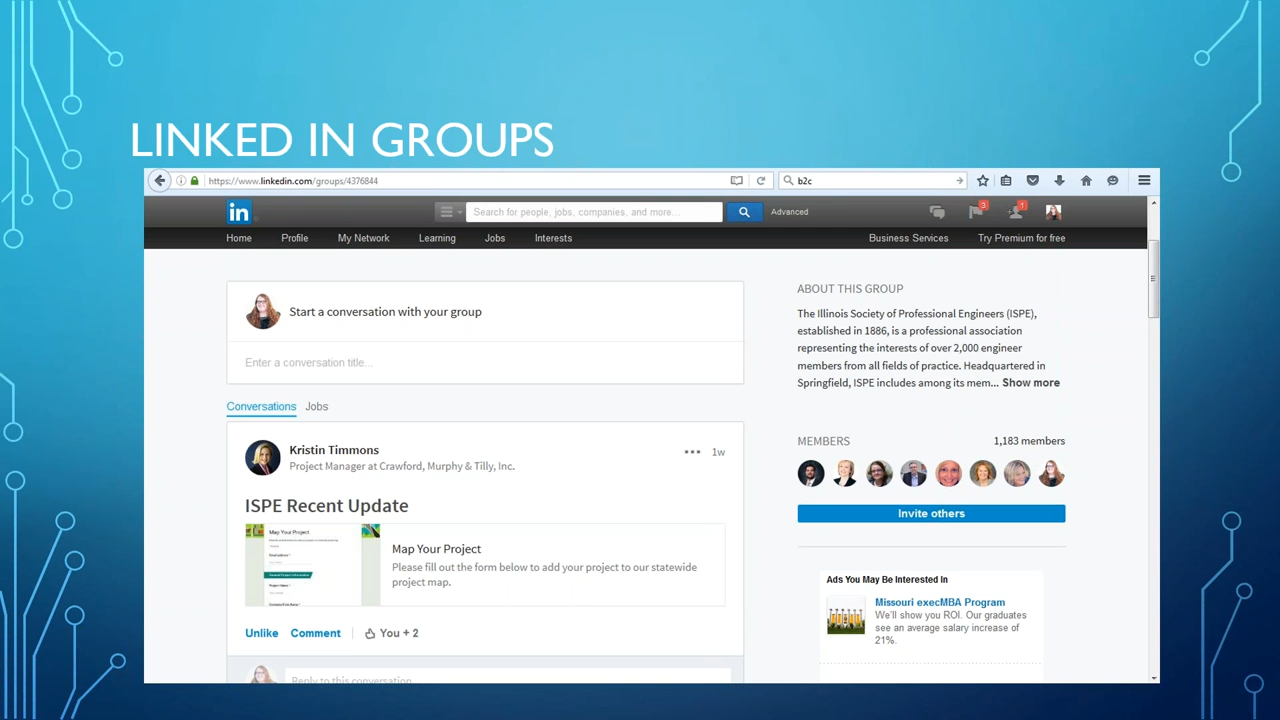 LINKED IN GROUPS
https://www.linkedin.com/groups/4376844
b2c
in
Search for people, jobs, companies, and more...
Advanced
3
1
Home Profile My Network Learning Jobs Interests Business Services Try Premium for free
Start a conversation with your group
Enter a conversation title...
Conversations Jobs
Kristin Timmons
1w
Project Manager at Crawford, Murphy & Tilly, Inc.
ISPE Recent Update
Map Your Project
Map Your Project
Please fill out the form below to add your project to our statewide
project map.
Unlike Comment You + 2
Reply to this conversation
ABOUT THIS GROUP
The Illinois Society of Professional Engineers (ISPE),
established in 1886, is a professional association
representing the interests of over 2,000 engineer
members from all fields of practice. Headquartered in
Springfield, ISPE includes among its mem... Show more
MEMBERS 1,183 members
Invite others
Ads You May Be Interested In
Missouri execMBA Program
We'll show you ROI. Our graduates
see an average salary increase of
21%.